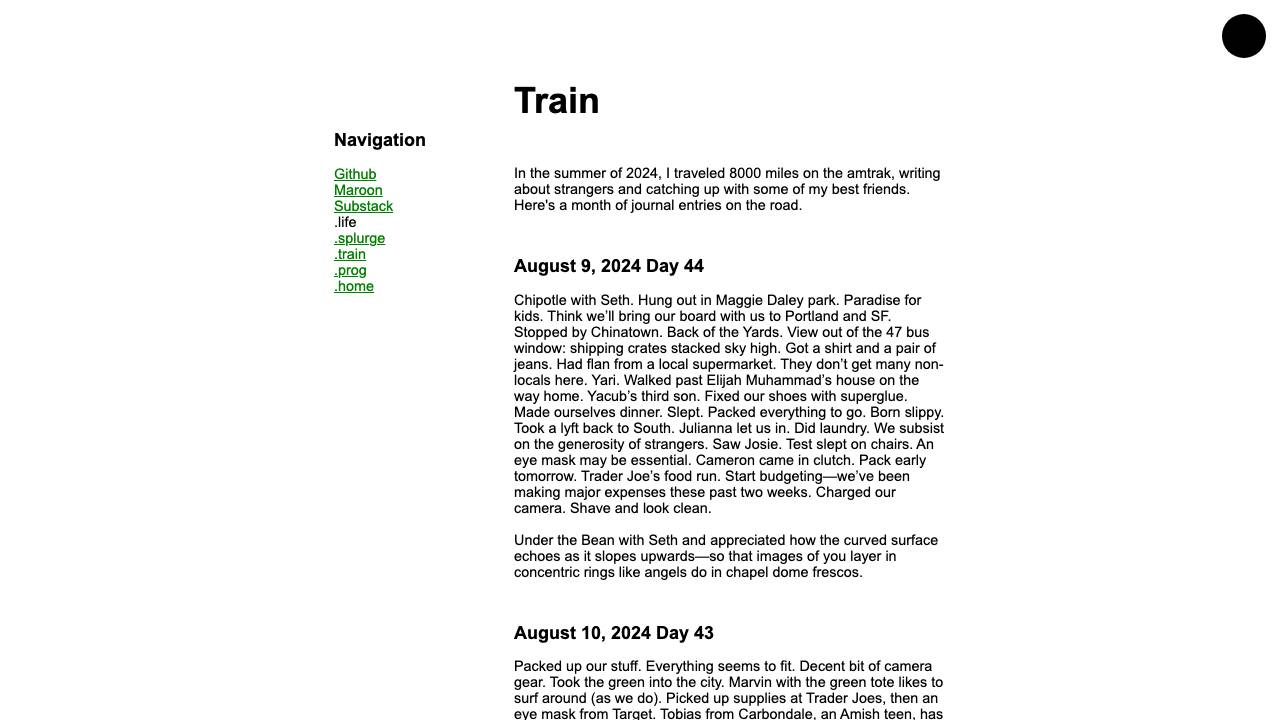 Train
Navigation
Github
Maroon
Substack
.life
.splurge
.train
.prog
.home
In the summer of 2024, I traveled 8000 miles on the amtrak, writing
about strangers and catching up with some of my best friends.
Here's a month of journal entries on the road.
August 9, 2024 Day 44
Chipotle with Seth. Hung out in Maggie Daley park. Paradise for
kids. Think we’ll bring our board with us to Portland and SF.
Stopped by Chinatown. Back of the Yards. View out of the 47 bus
window: shipping crates stacked sky high. Got a shirt and a pair of
jeans. Had flan from a local supermarket. They don’t get many non-
locals here. Yari. Walked past Elijah Muhammad’s house on the
way home. Yacub’s third son. Fixed our shoes with superglue.
Made ourselves dinner. Slept. Packed everything to go. Born slippy.
Took a lyft back to South. Julianna let us in. Did laundry. We subsist
on the generosity of strangers. Saw Josie. Test slept on chairs. An
eye mask may be essential. Cameron came in clutch. Pack early
tomorrow. Trader Joe’s food run. Start budgeting—we’ve been
making major expenses these past two weeks. Charged our
camera. Shave and look clean.
Under the Bean with Seth and appreciated how the curved surface
echoes as it slopes upwards—so that images of you layer in
concentric rings like angels do in chapel dome frescos.
August 10, 2024 Day 43
Packed up our stuff. Everything seems to fit. Decent bit of camera
gear. Took the green into the city. Marvin with the green tote likes to
surf around (as we do). Picked up supplies at Trader Joes, then an
eye mask from Target. Tobias from Carbondale, an Amish teen, has